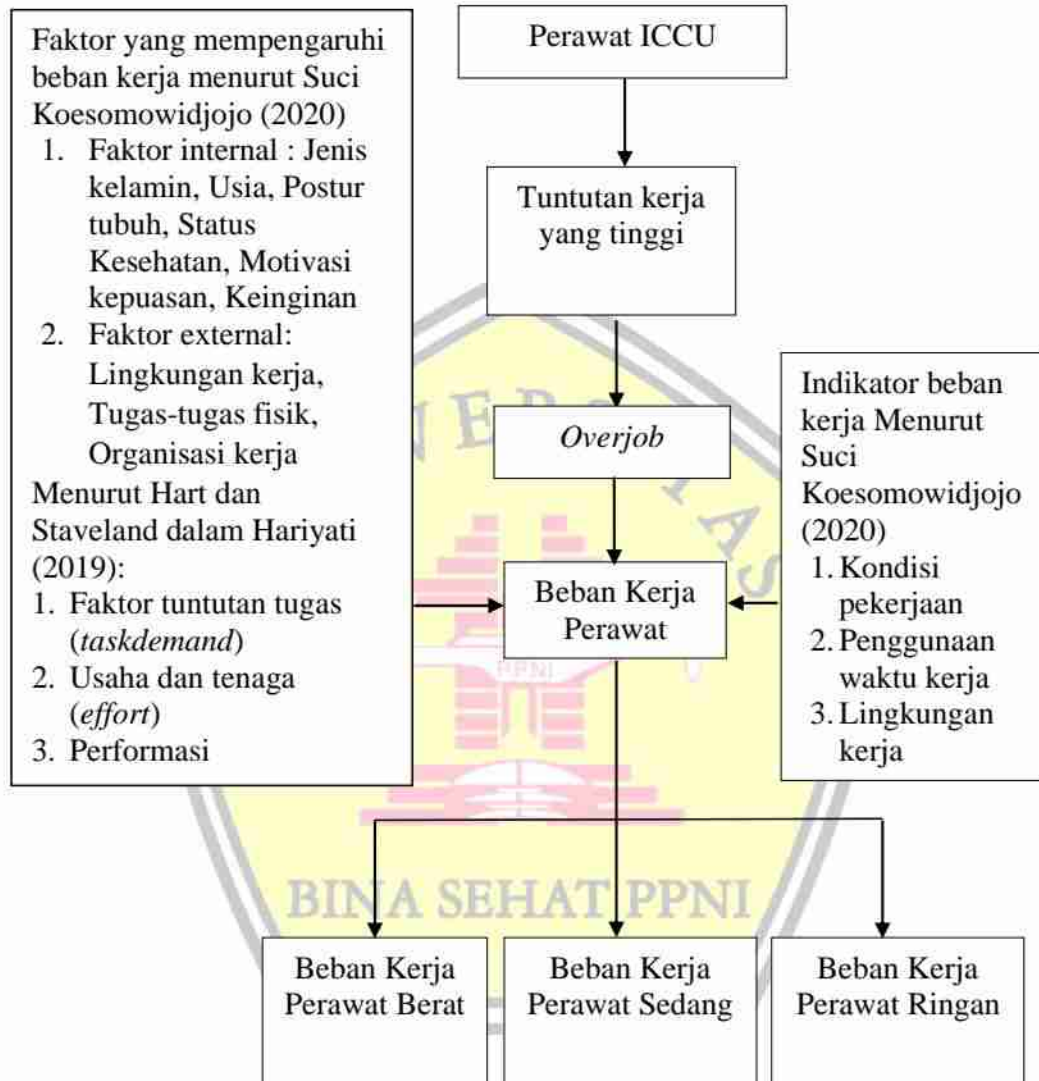 Faktor yang mempengaruhi
beban kerja menurut Suci
Koesomowidjojo (2020)
1. Faktor internal : Jenis
kelamin, Usia, Postur
tubuh, Status
Kesehatan, Motivasi
kepuasan, Keinginan
2. Faktor external:
Lingkungan kerja,
Tugas-tugas fisik,
Organisasi kerja
Menurut Hart dan
Staveland dalam Hariyati
(2019):
1. Faktor tuntutan tugas
(taskdemand)
2. Usaha dan tenaga
(effort)
3. Performasi
Perawat ICCU
Tuntutan kerja
yang tinggi
Overjob
Beban Kerja
Perawat
Indikator beban
kerja Menurut
Suci
Koesomowidjojo
(2020)
1. Kondisi
pekerjaan
2. Penggunaan
waktu kerja
3. Lingkungan
kerja
PPNI
BINA SEHAT PPNI
Beban Kerja
Perawat Berat
Beban Kerja
Perawat Sedang
Beban Kerja
Perawat Ringan